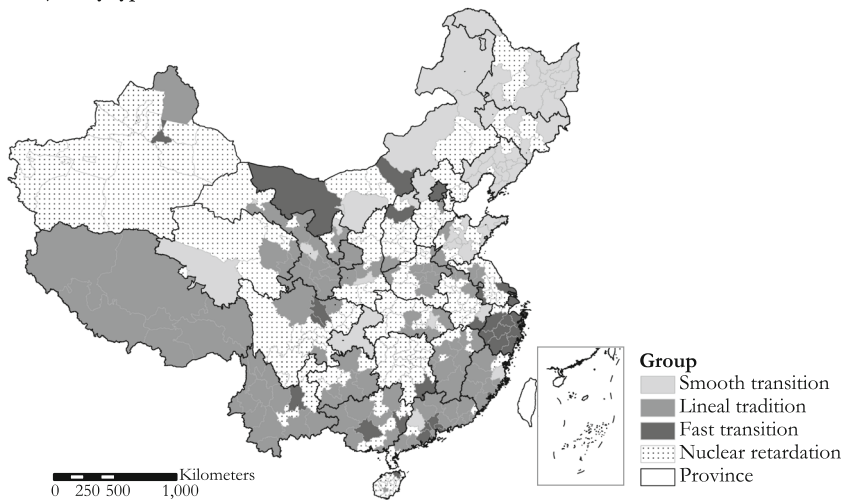 Group
Smooth transition
Lineal tradition
Fast transition
Nuclear retardation
Province
Kilometers
0 250 500 1,000